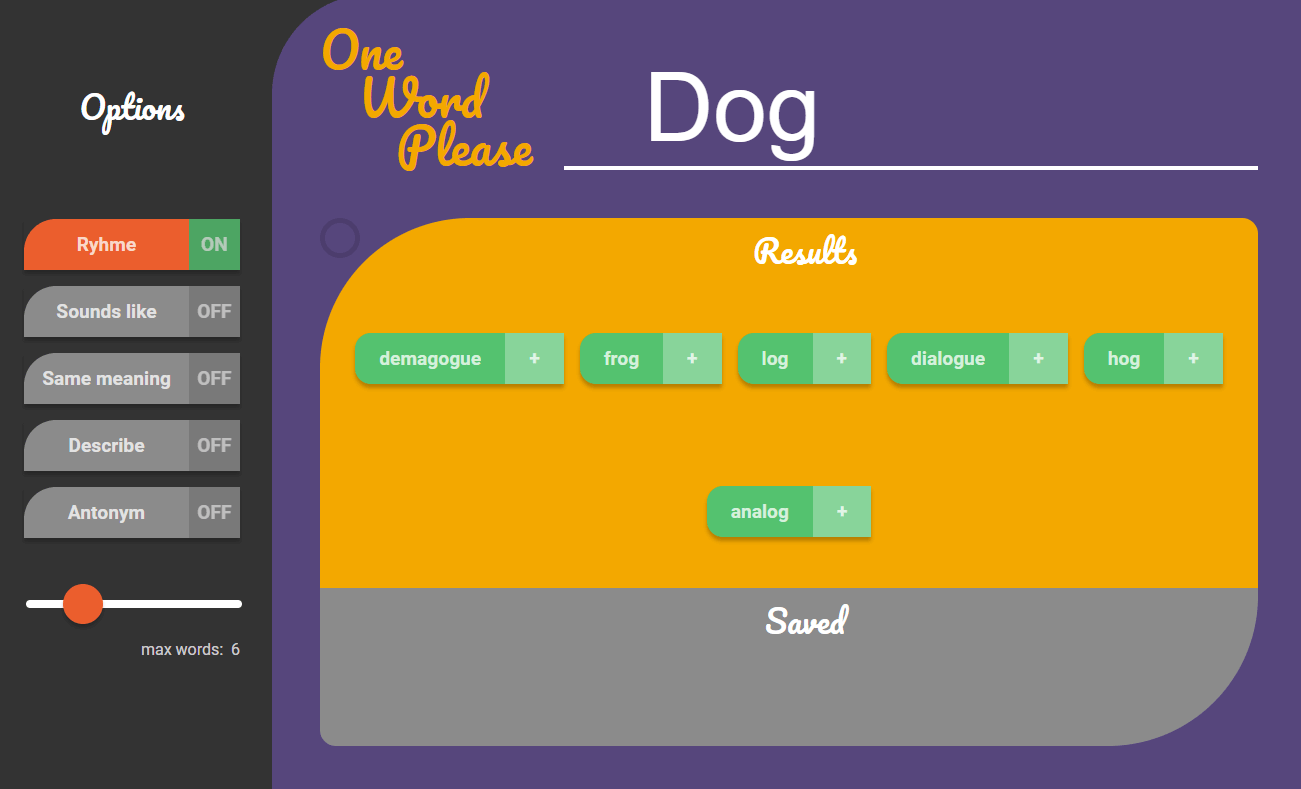 One
Word
Please
Dog
Options
Ryhme ON
Sounds like OFF
Same meaning OFF
Describe OFF
Antonym OFF
max words: 6
Results
demagogue + frog + log + dialogue + hog +
analog +
Saved